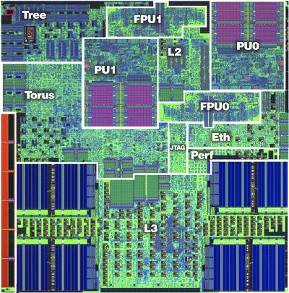 Tree
FPU1
L2
PU0
PU1
Torus
FPU0
Eth
JTAG
Perf
L3